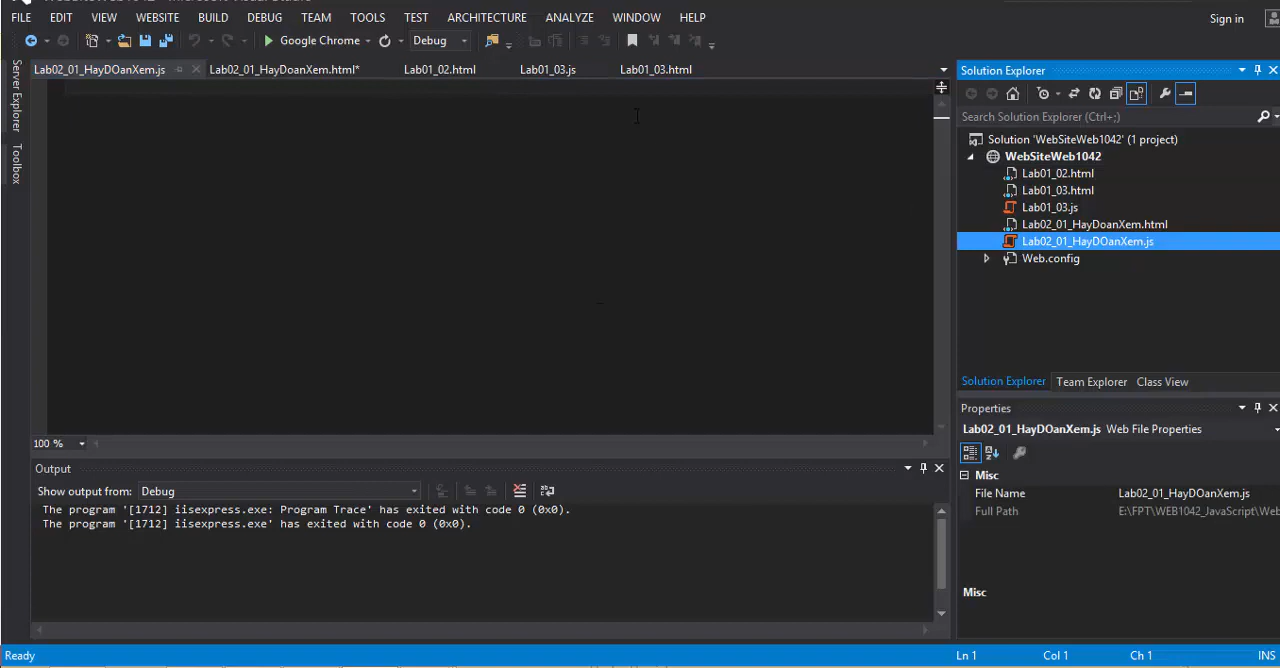 FILE EDIT VIEW WEBSITE BUILD DEBUG TEAM TOOLS TEST ARCHITECTURE ANALYZE WINDOW HELP Sign in
Google Chrome Debug
Lab02_01_HayDOanXem.js Lab02_01_HayDoanXem.html* Lab01_02.html Lab01_03.js Lab01_03.html
Server Explorer
Toolbox
Solution Explorer
Search Solution Explorer (Ctrl+;)
Solution 'WebSiteWeb1042' (1 project)
WebSiteWeb1042
Lab01_02.html
Lab01_03.html
Lab01_03.js
Lab02_01_HayDoanXem.html
Lab02_01_HayDOanXem.js
Web.config
Solution Explorer Team Explorer Class View
Properties
Lab02_01_HayDOanXem.js Web File Properties
Misc
File Name Lab02_01_HayDOanXem.js
Full Path E:\FPT\WEB1042_JavaScript\Web
Misc
100 %
Output
Show output from: Debug
The program '[1712] iisexpress.exe: Program Trace' has exited with code 0 (0x0).
The program '[1712] iisexpress.exe' has exited with code 0 (0x0).
Ready Ln 1 Col 1 Ch 1 INS